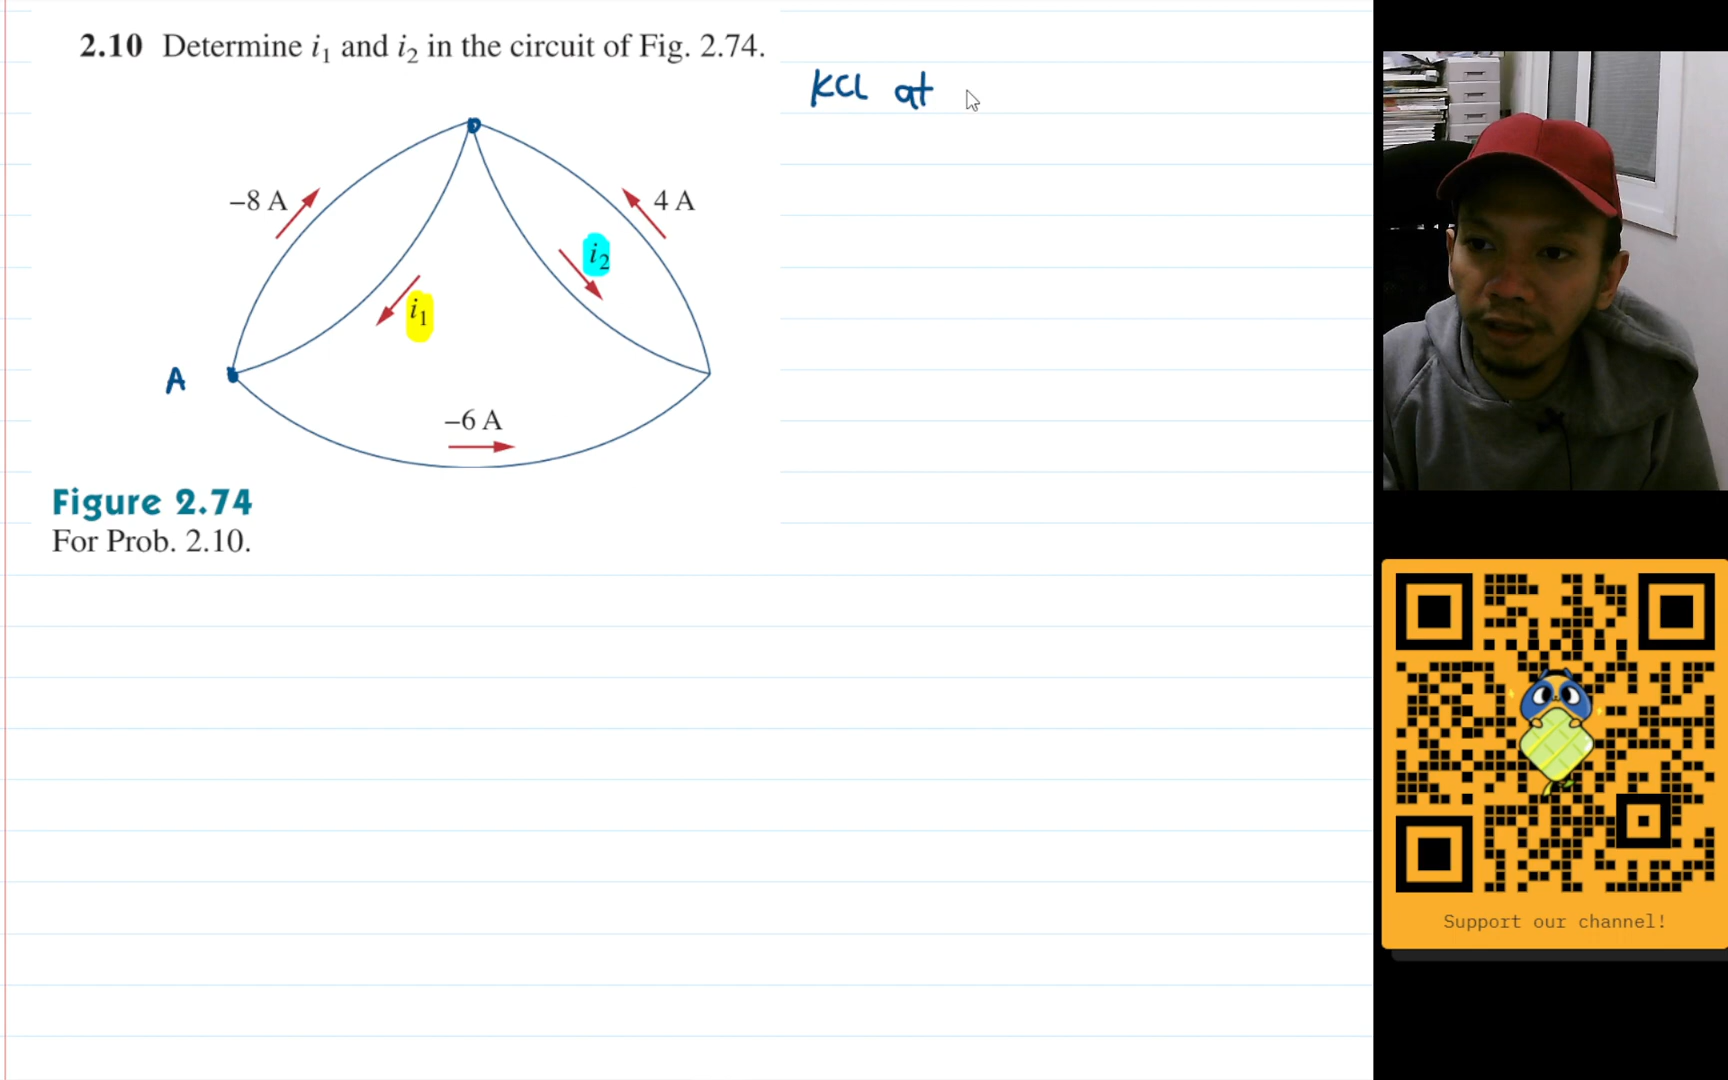 2.10 Determine i₁ and i₂ in the circuit of Fig. 2.74.
KCL at
–8 A
4 A
i₂
i₁
A
–6 A
Figure 2.74
For Prob. 2.10.
Support our channel!